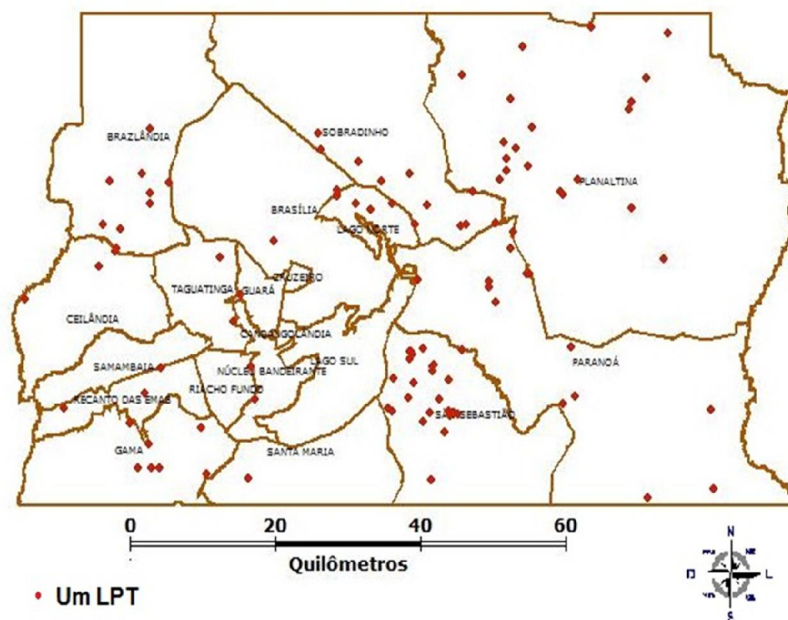 BRAZLÂNDIA
SOBRADINHO
PLANALTINA
BRASÍLIA
LAGO NORTE
CRUZEIRO
TAGUATINGA
GUARÁ
CEILÂNDIA
CANDANGOLÂNDIA
LAGO SUL
PARANOÁ
SAMAMBAIA
NÚCLEO BANDEIRANTE
RIACHO FUNDO
RECANTO DAS EMAS
SÃO SEBASTIÃO
GAMA
SANTA MARIA
0 20 40 60
Quilômetros
N
L
S
Um LPT